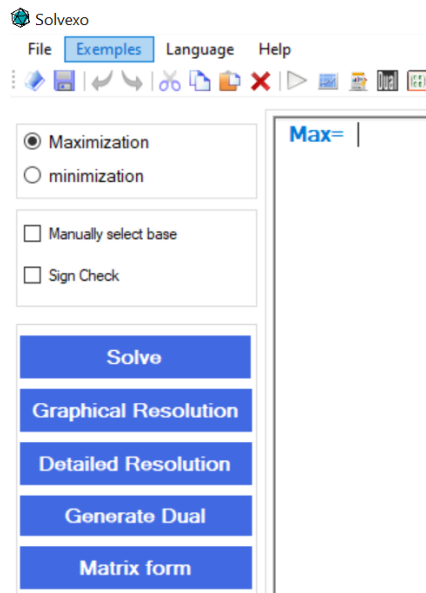 Solvexo
File Exemples Language Help
Dual
Maximization
minimization
Max=
Manually select base
Sign Check
Solve
Graphical Resolution
Detailed Resolution
Generate Dual
Matrix form